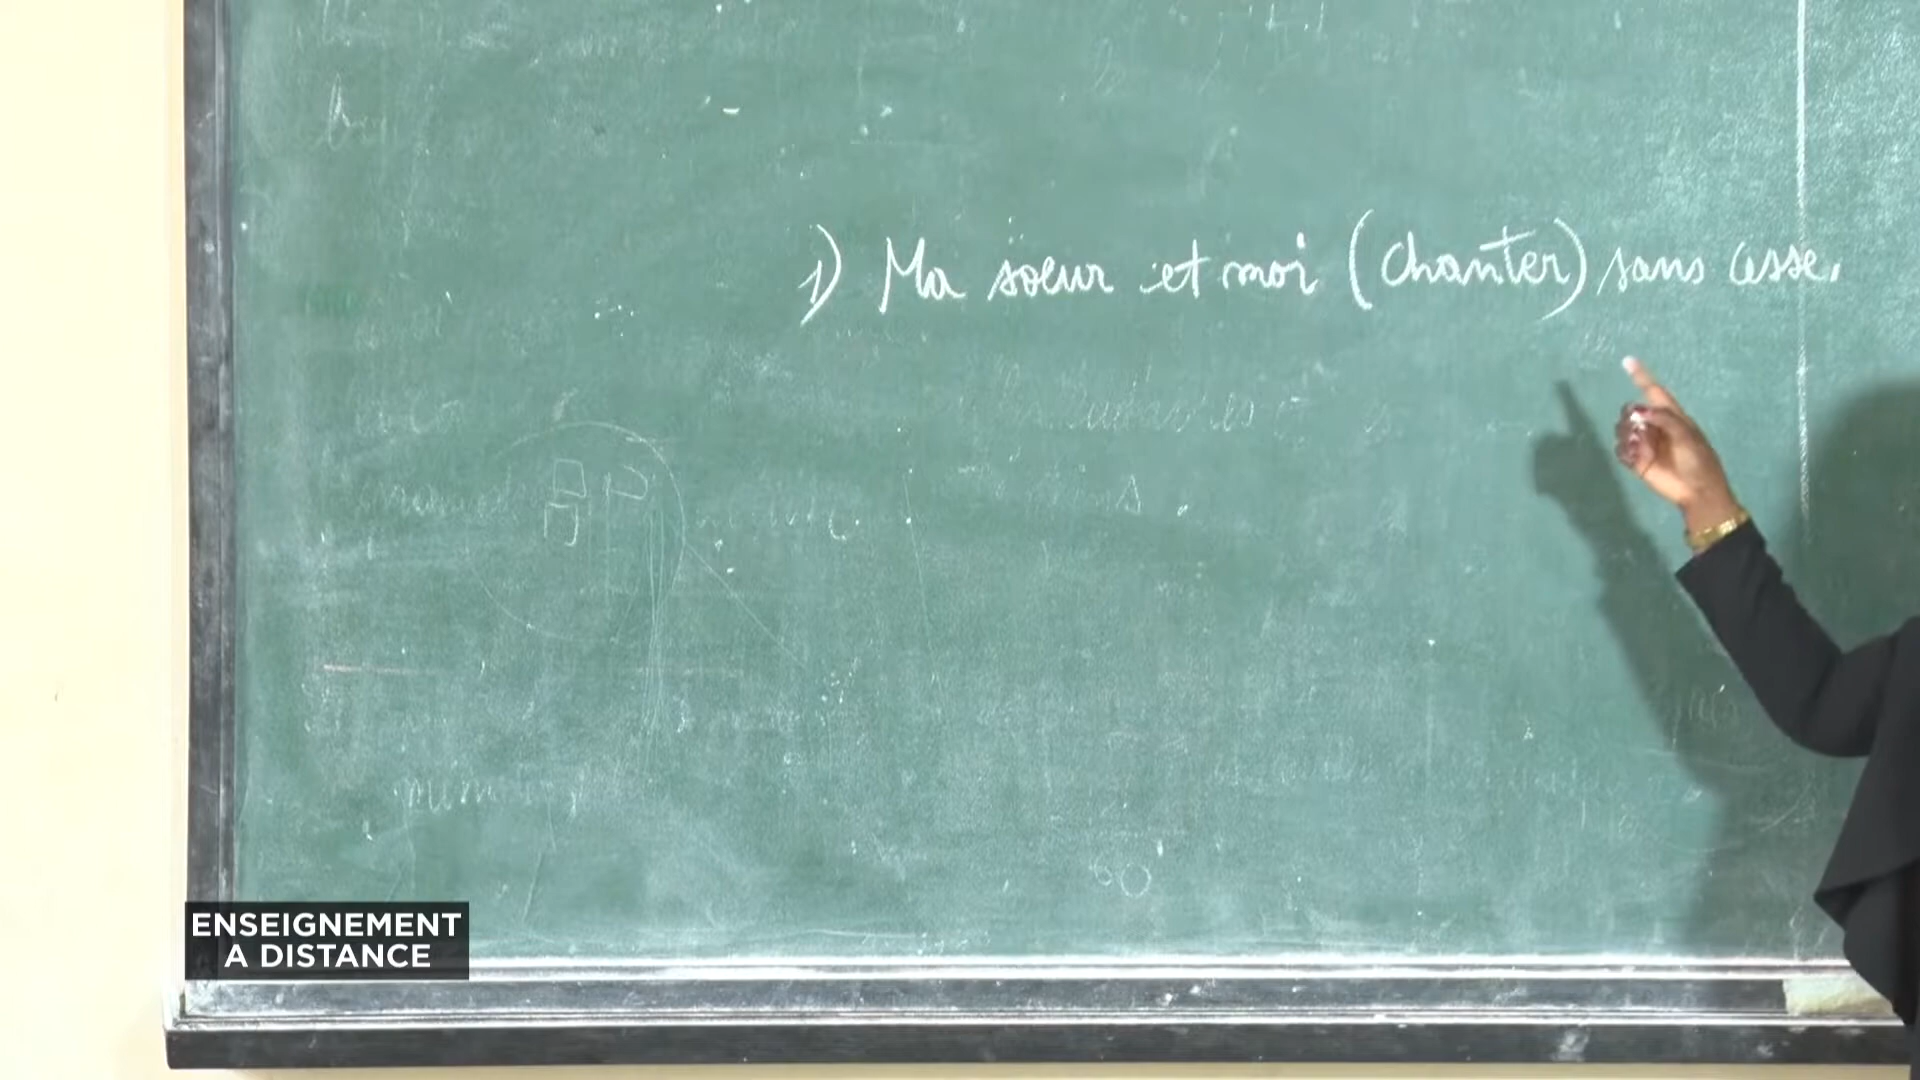 1) Ma soeur et moi (chanter) sans cesse.
ENSEIGNEMENT
A DISTANCE